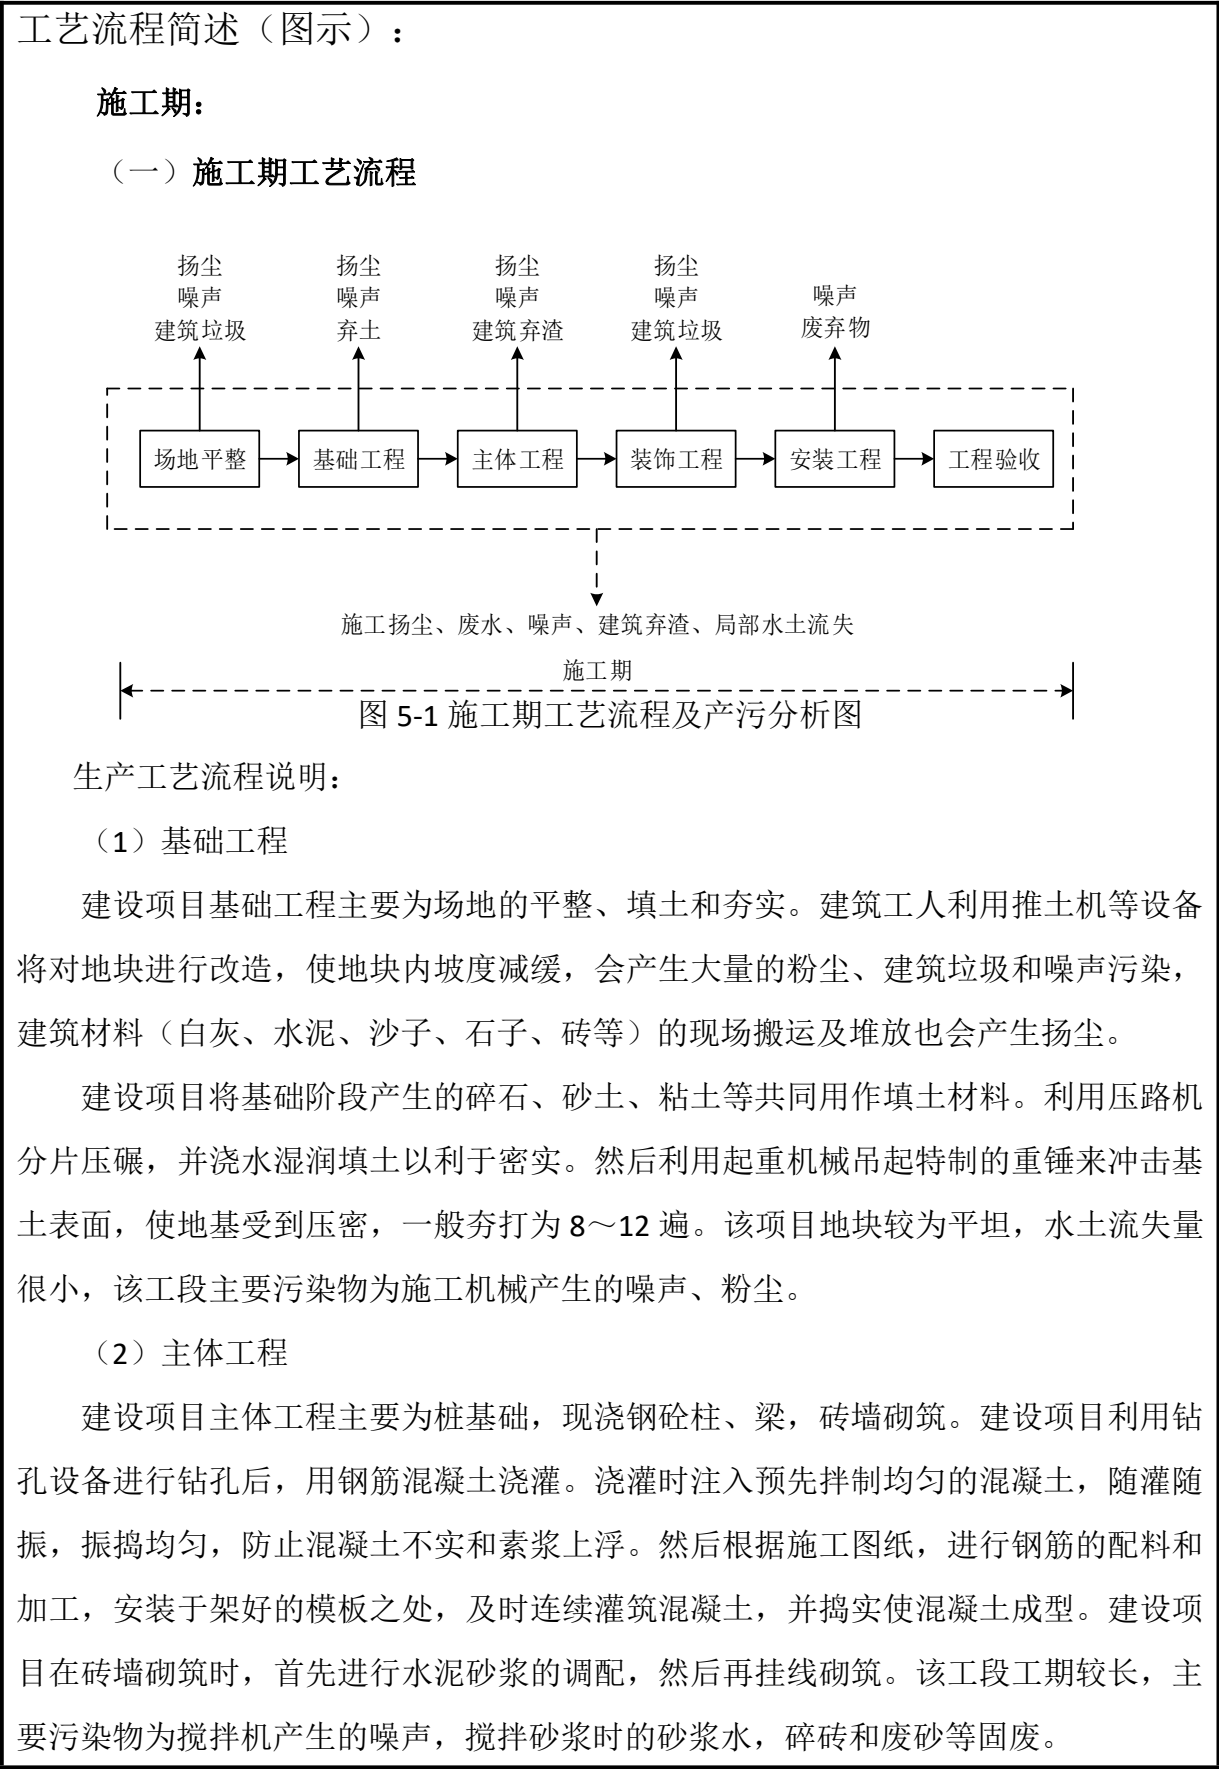 工艺流程简述（图示）：
施工期：
（一）施工期工艺流程
扬尘 扬尘 扬尘 扬尘
噪声 噪声 噪声 噪声 噪声
建筑垃圾 弃土 建筑弃渣 建筑垃圾 废弃物
场地平整 基础工程 主体工程 装饰工程 安装工程 工程验收
施工扬尘、废水、噪声、建筑弃渣、局部水土流失
施工期
图 5-1 施工期工艺流程及产污分析图
生产工艺流程说明：
（1）基础工程
建设项目基础工程主要为场地的平整、填土和夯实。建筑工人利用推土机等设备
将对地块进行改造，使地块内坡度减缓，会产生大量的粉尘、建筑垃圾和噪声污染，
建筑材料（白灰、水泥、沙子、石子、砖等）的现场搬运及堆放也会产生扬尘。
建设项目将基础阶段产生的碎石、砂土、粘土等共同用作填土材料。利用压路机
分片压碾，并浇水湿润填土以利于密实。然后利用起重机械吊起特制的重锤来冲击基
土表面，使地基受到压密，一般夯打为 8～12 遍。该项目地块较为平坦，水土流失量
很小，该工段主要污染物为施工机械产生的噪声、粉尘。
（2）主体工程
建设项目主体工程主要为桩基础，现浇钢砼柱、梁，砖墙砌筑。建设项目利用钻
孔设备进行钻孔后，用钢筋混凝土浇灌。浇灌时注入预先拌制均匀的混凝土，随灌随
振，振捣均匀，防止混凝土不实和素浆上浮。然后根据施工图纸，进行钢筋的配料和
加工，安装于架好的模板之处，及时连续灌筑混凝土，并捣实使混凝土成型。建设项
目在砖墙砌筑时，首先进行水泥砂浆的调配，然后再挂线砌筑。该工段工期较长，主
要污染物为搅拌机产生的噪声，搅拌砂浆时的砂浆水，碎砖和废砂等固废。